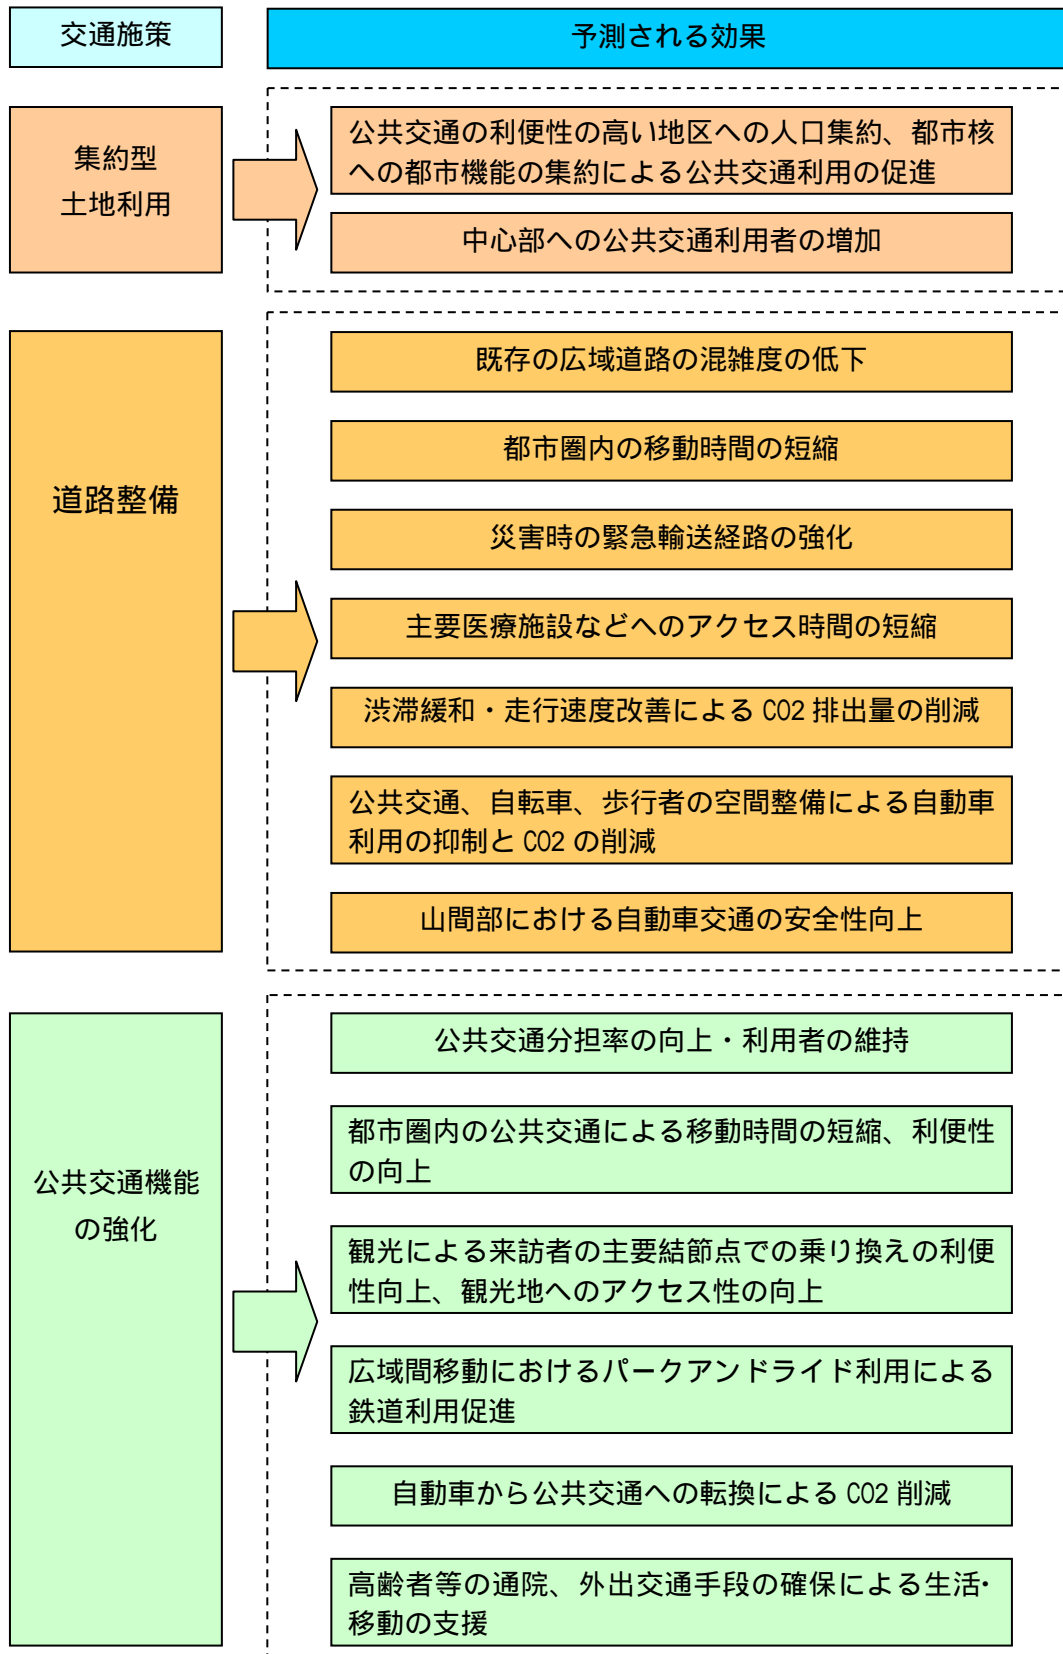 交通施策
予測される効果
集約型
土地利用
公共交通の利便性の高い地区への人口集約、都市核
への都市機能の集約による公共交通利用の促進
中心部への公共交通利用者の増加
道路整備
既存の広域道路の混雑度の低下
都市圏内の移動時間の短縮
災害時の緊急輸送経路の強化
主要医療施設などへのアクセス時間の短縮
渋滞緩和・走行速度改善による CO2 排出量の削減
公共交通、自転車、歩行者の空間整備による自動車
利用の抑制と CO2 の削減
山間部における自動車交通の安全性向上
公共交通機能
の強化
公共交通分担率の向上・利用者の維持
都市圏内の公共交通による移動時間の短縮、利便性
の向上
観光による来訪者の主要結節点での乗り換えの利便
性向上、観光地へのアクセス性の向上
広域間移動におけるパークアンドライド利用による
鉄道利用促進
自動車から公共交通への転換による CO2 削減
高齢者等の通院、外出交通手段の確保による生活・
移動の支援